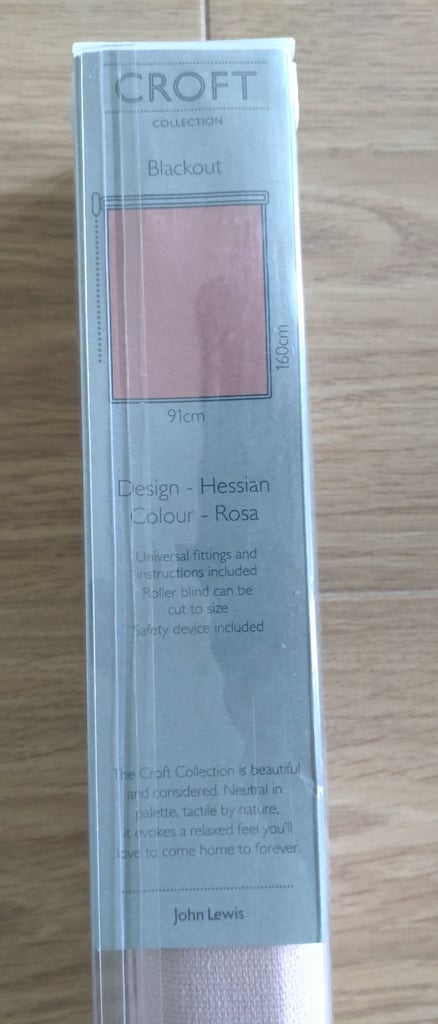 CROFT
COLLECTION
Blackout
160cm
91cm
Design - Hessian
Colour - Rosa
Universal fittings and
instructions included
Roller blind can be
cut to size
Safety device included
The Croft Collection is beautiful
and considered. Neutral in
palette, tactile by nature,
it evokes a relaxed feel you'll
love to come home to forever.
John Lewis